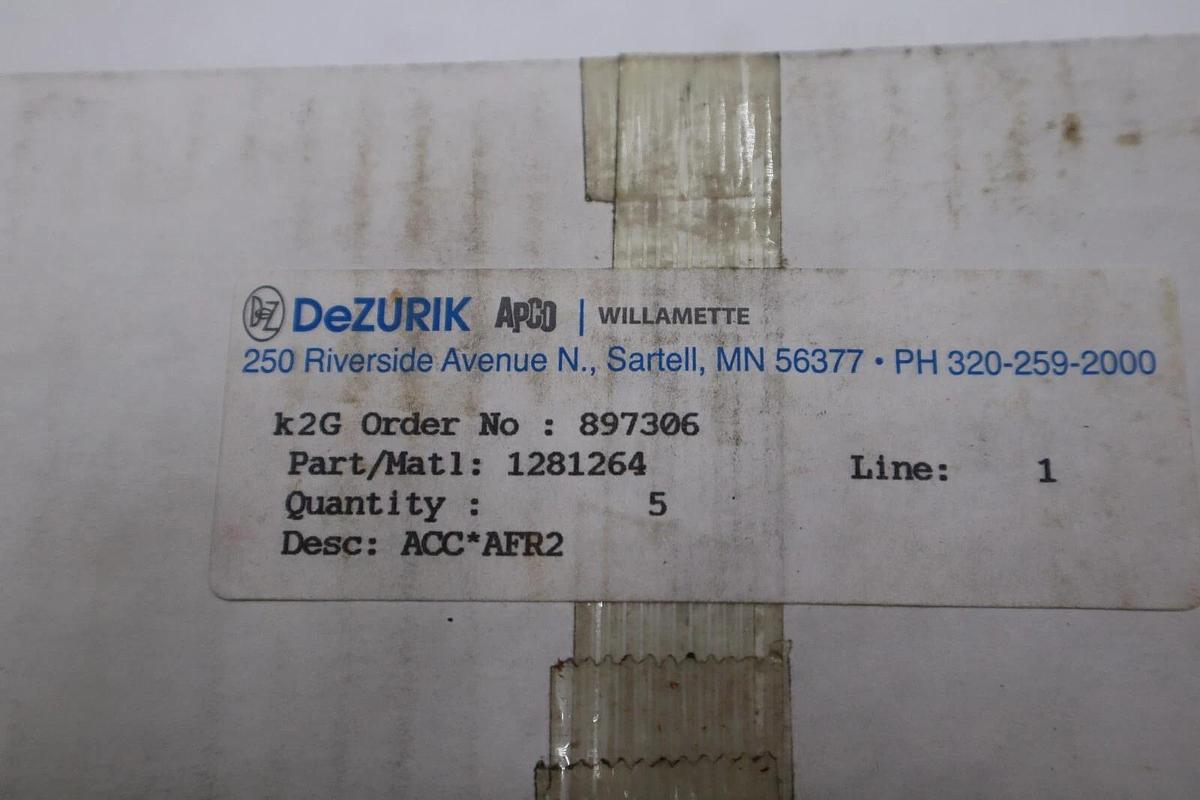 DeZ DeZURIK APCO | WILLAMETTE
250 Riverside Avenue N., Sartell, MN 56377 • PH 320-259-2000
k2G Order No : 897306
Part/Matl: 1281264 Line: 1
Quantity : 5
Desc: ACC*AFR2